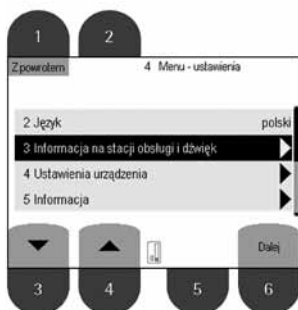 1 2
Z powrotem 4 Menu - ustawienia
2 Język polski
3 Informacja na stacji obsługi i dźwięk
4 Ustawienia urządzenia
5 Informacja
Dalej
3 4 5 6